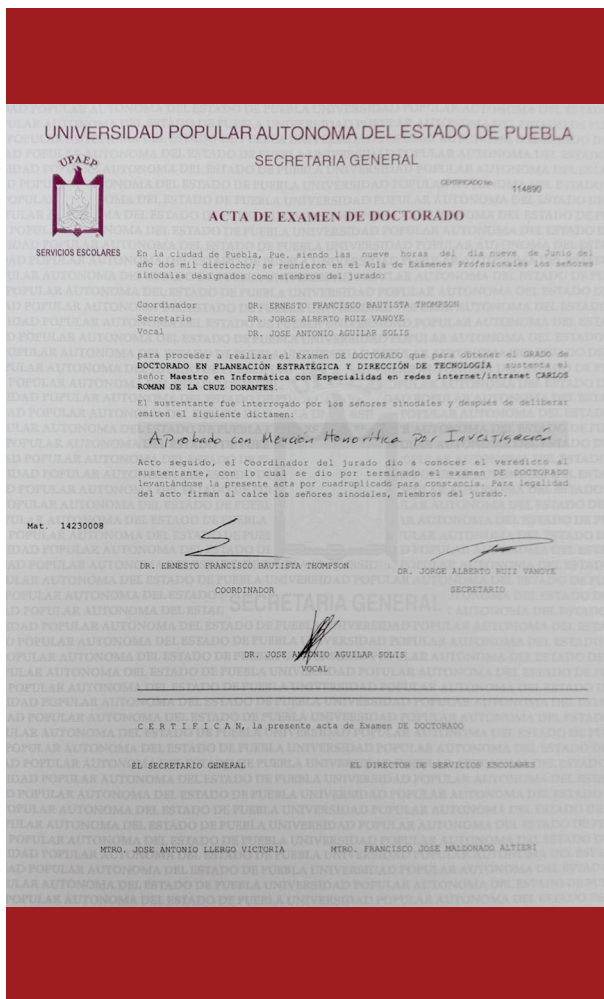 UNIVERSIDAD POPULAR AUTONOMA DEL ESTADO DE PUEBLA
SECRETARIA GENERAL
UPAEP
CERTIFICADO No. 114890
ACTA DE EXAMEN DE DOCTORADO
SERVICIOS ESCOLARES
En la ciudad de Puebla, Pue. siendo las nueve horas del día nueve de Junio del
año dos mil dieciocho; se reunieron en el Aula de Exámenes Profesionales los señores
sinodales designados como miembros del jurado:
Coordinador DR. ERNESTO FRANCISCO BAUTISTA THOMPSON
Secretario DR. JORGE ALBERTO RUIZ VANOYE
Vocal DR. JOSE ANTONIO AGUILAR SOLIS
para proceder a realizar el Examen DE DOCTORADO que para obtener el GRADO de
DOCTORADO EN PLANEACIÓN ESTRATÉGICA Y DIRECCIÓN DE TECNOLOGÍA sustenta el
señor Maestro en Informática con Especialidad en redes internet/intranet CARLOS
ROMAN DE LA CRUZ DORANTES.
El sustentante fue interrogado por los señores sinodales y después de deliberar
emiten el siguiente dictamen:
Aprobado con Mención Honorífica por Investigación
Acto seguido, el Coordinador del jurado dio a conocer el veredicto al
sustentante, con lo cual se dio por terminado el examen DE DOCTORADO
levantándose la presente acta por cuadruplicado para constancia. Para legalidad
del acto firman al calce los señores sinodales, miembros del jurado.
Mat. 14230008
DR. ERNESTO FRANCISCO BAUTISTA THOMPSON
COORDINADOR
DR. JORGE ALBERTO RUIZ VANOYE
SECRETARIO
SECRETARIA GENERAL
DR. JOSE ANTONIO AGUILAR SOLIS
VOCAL
C E R T I F I C A N, la presente acta de Examen DE DOCTORADO
EL SECRETARIO GENERAL EL DIRECTOR DE SERVICIOS ESCOLARES
MTRO. JOSE ANTONIO LLERGO VICTORIA MTRO. FRANCISCO JOSE MALDONADO ALTIERI